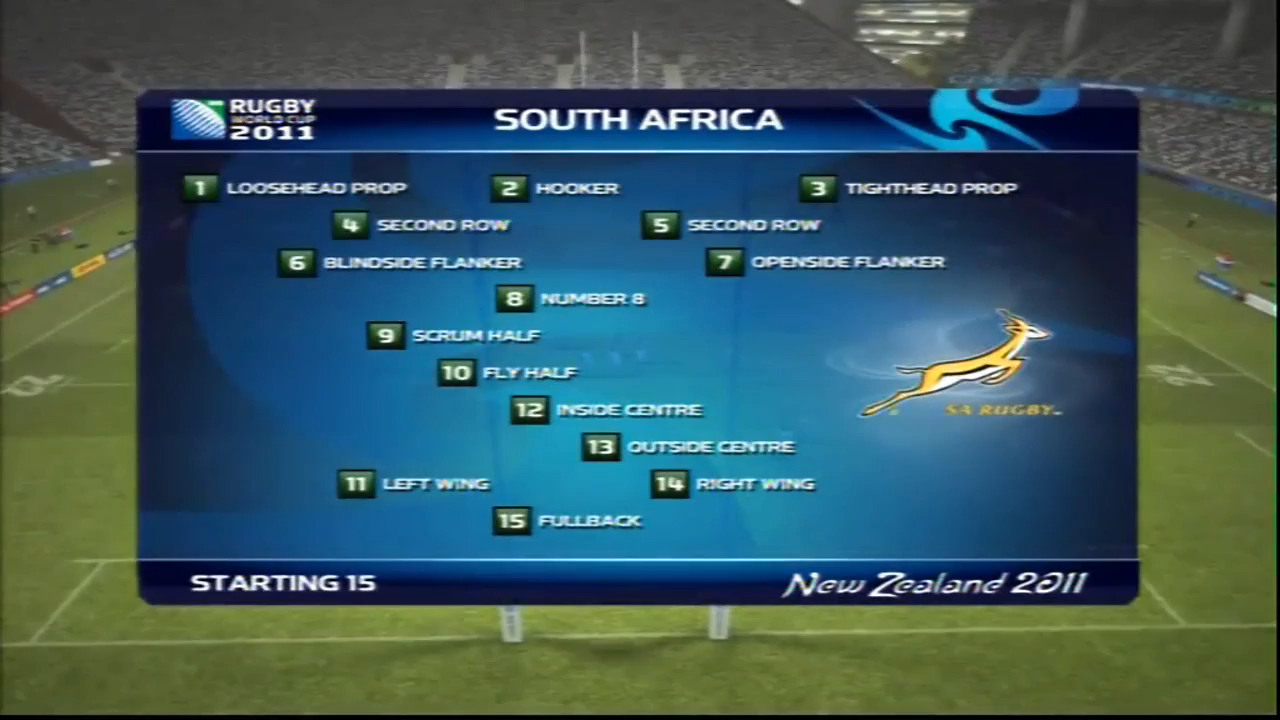 RUGBY
WORLD CUP
2011
SOUTH AFRICA
1 LOOSEHEAD PROP 2 HOOKER 3 TIGHTHEAD PROP
4 SECOND ROW 5 SECOND ROW
6 BLINDSIDE FLANKER 7 OPENSIDE FLANKER
8 NUMBER 8
9 SCRUM HALF
10 FLY HALF
12 INSIDE CENTRE
SA RUGBY™
13 OUTSIDE CENTRE
11 LEFT WING 14 RIGHT WING
15 FULLBACK
STARTING 15 New Zealand 2011